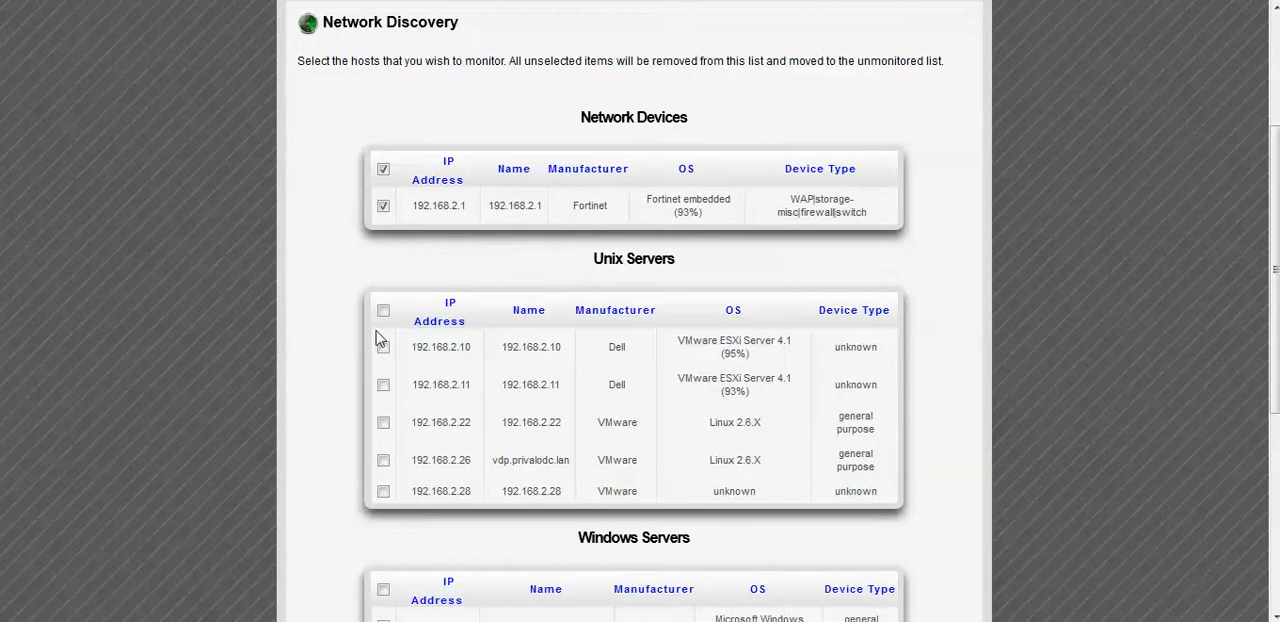 Network Discovery
Select the hosts that you wish to monitor. All unselected items will be removed from this list and moved to the unmonitored list.
Network Devices
IP Address Name Manufacturer OS Device Type
192.168.2.1 192.168.2.1 Fortinet Fortinet embedded (93%) WAP|storage-misc|firewall|switch
Unix Servers
IP Address Name Manufacturer OS Device Type
192.168.2.10 192.168.2.10 Dell VMware ESXi Server 4.1 (95%) unknown
192.168.2.11 192.168.2.11 Dell VMware ESXi Server 4.1 (93%) unknown
192.168.2.22 192.168.2.22 VMware Linux 2.6.X general purpose
192.168.2.26 vdp.privalodc.lan VMware Linux 2.6.X general purpose
192.168.2.28 192.168.2.28 VMware unknown unknown
Windows Servers
IP Address Name Manufacturer OS Device Type
Microsoft Windows general